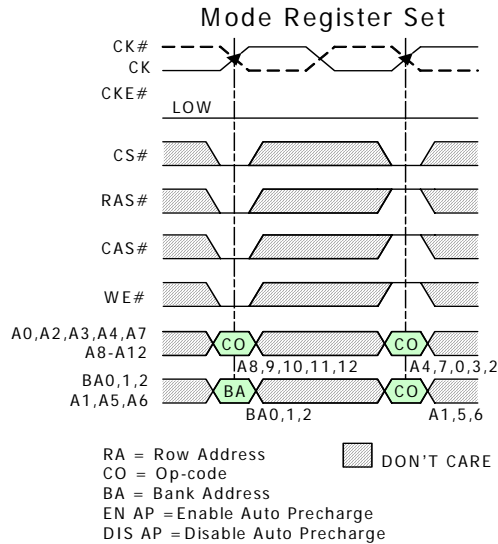 Mode Register Set
CK#
CK
CKE#
LOW
CS#
RAS#
CAS#
WE#
A0,A2,A3,A4,A7
A8-A12
CO
CO
A8,9,10,11,12
A4,7,0,3,2
BA0,1,2
A1,A5,A6
BA
CO
BA0,1,2
A1,5,6
RA = Row Address
CO = Op-code
BA = Bank Address
EN AP =Enable Auto Precharge
DIS AP =Disable Auto Precharge
DON'T CARE